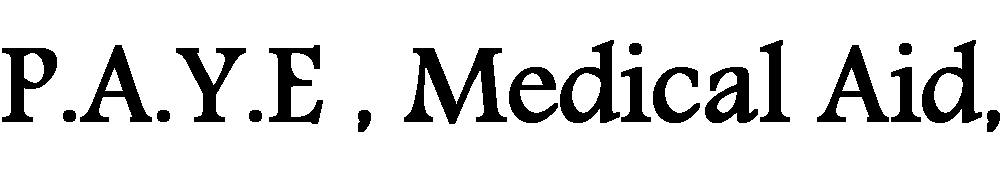 P.A.Y.E , Medical Aid,